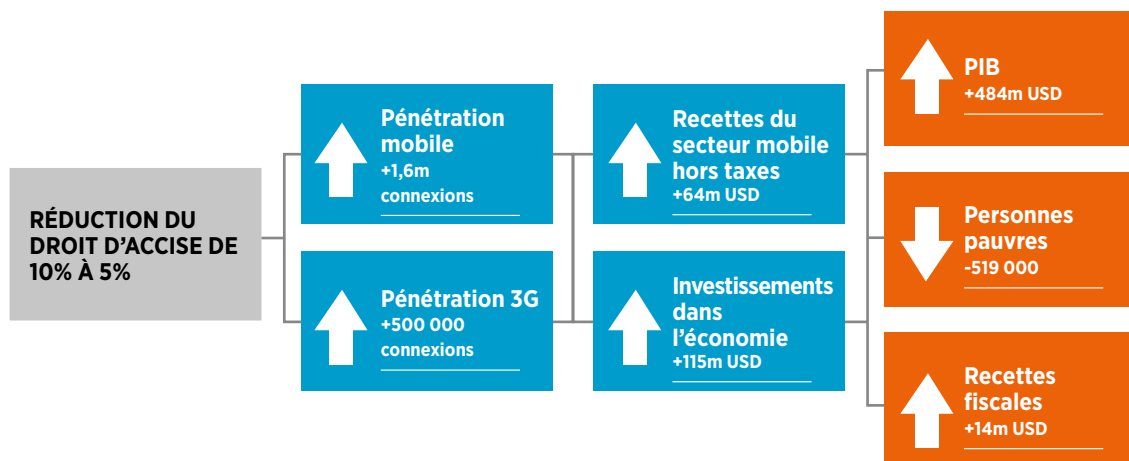 RÉDUCTION DU
DROIT D’ACCISE DE
10% À 5%
Pénétration
mobile
+1,6m
connexions
Pénétration 3G
+500 000
connexions
Recettes du
secteur mobile
hors taxes
+64m USD
Investissements
dans
l’économie
+115m USD
PIB
+484m USD
Personnes
pauvres
-519 000
Recettes
fiscales
+14m USD